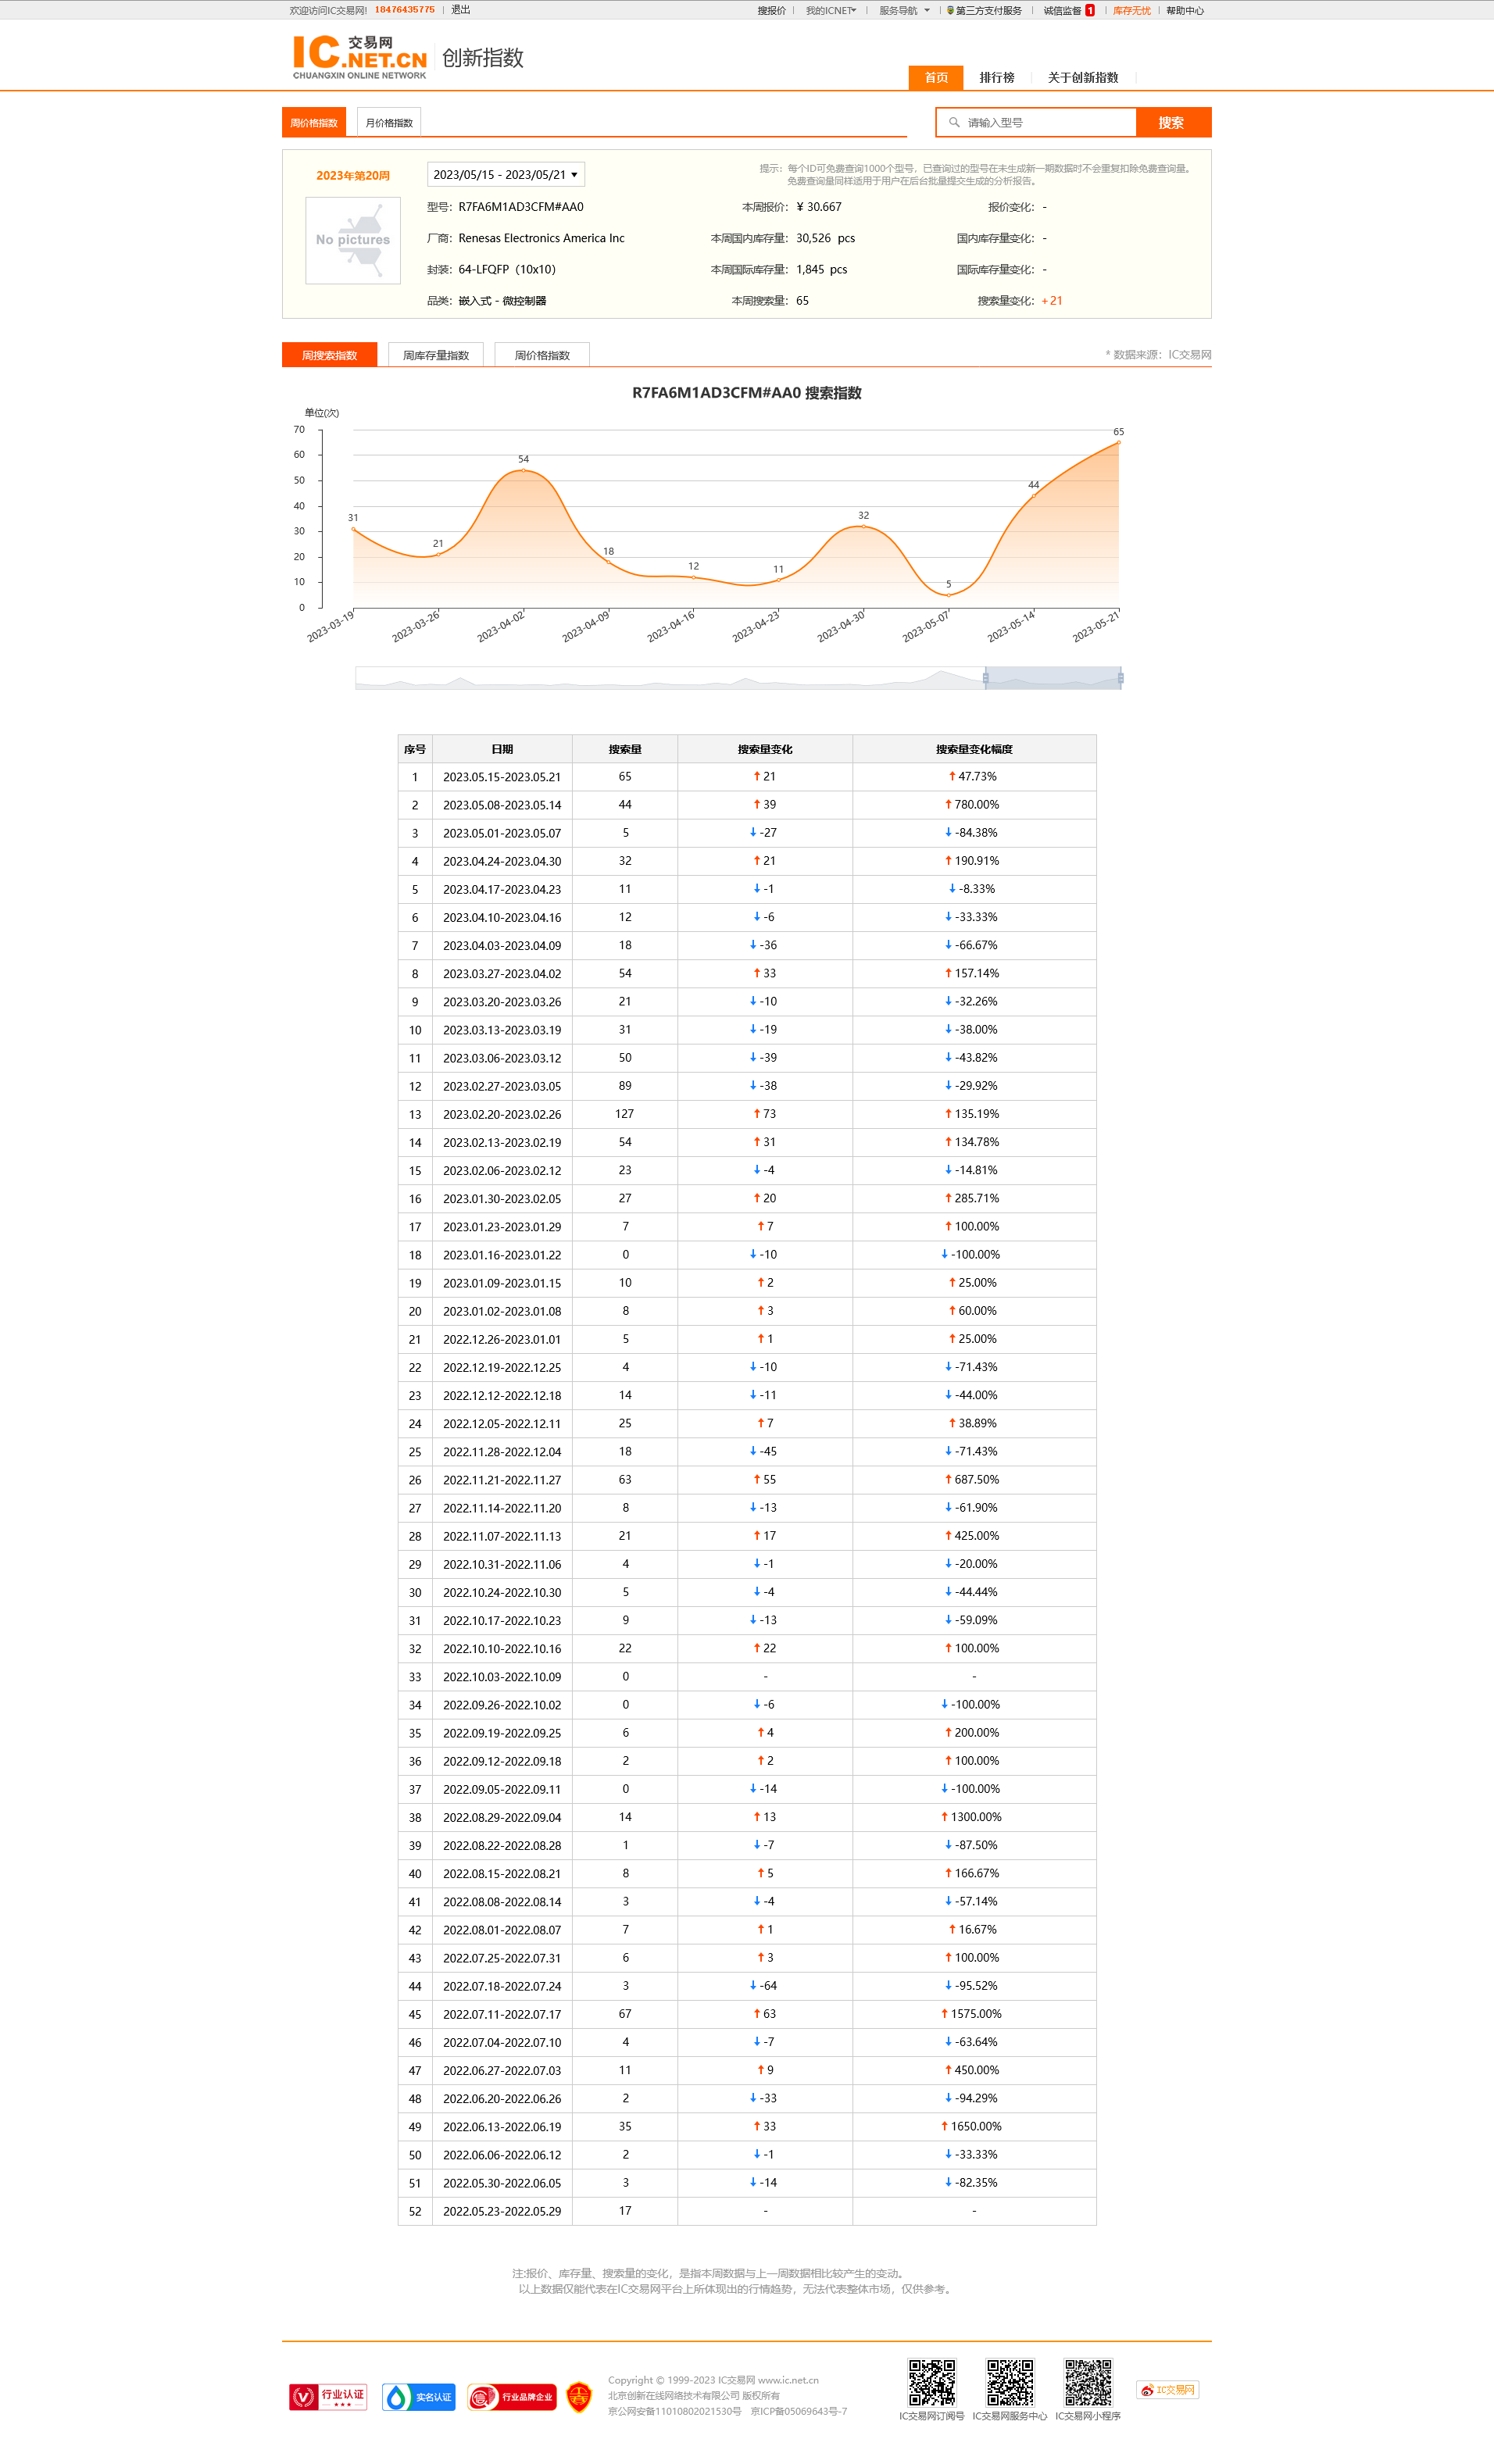 欢迎访问IC交易网! 18476435775 | 退出 搜报价 | 我的ICNET | 服务导航 | 第三方支付服务 | 诚信监督 1 | 库存无忧 | 帮助中心
IC 交易网
.NET.CN
CHUANGXIN ONLINE NETWORK
创新指数
首页 排行榜 关于创新指数
周价格指数 月价格指数 请输入型号 搜索
2023年第20周 2023/05/15 - 2023/05/21
提示：每个ID可免费查询1000个型号，已查询过的型号在未生成新一期数据时不会重复扣除免费查询量。
免费查询量同样适用于用户在后台批量提交生成的分析报告。
No pictures
型号：R7FA6M1AD3CFM#AA0 本周报价：¥ 30.667 报价变化：-
厂商：Renesas Electronics America Inc 本周国内库存量：30,526 pcs 国内库存量变化：-
封装：64-LFQFP（10x10） 本周国际库存量：1,845 pcs 国际库存量变化：-
品类：嵌入式 - 微控制器 本周搜索量：65 搜索量变化：+21
周搜索指数 周库存量指数 周价格指数 * 数据来源：IC交易网
R7FA6M1AD3CFM#AA0 搜索指数
单位(次)
70
60
50
40
30
20
10
0
31 21 54 18 12 11 32 5 44 65
2023-03-19 2023-03-26 2023-04-02 2023-04-09 2023-04-16 2023-04-23 2023-04-30 2023-05-07 2023-05-14 2023-05-21
序号 日期 搜索量 搜索量变化 搜索量变化幅度
1 2023.05.15-2023.05.21 65 ↑ 21 ↑ 47.73%
2 2023.05.08-2023.05.14 44 ↑ 39 ↑ 780.00%
3 2023.05.01-2023.05.07 5 ↓ -27 ↓ -84.38%
4 2023.04.24-2023.04.30 32 ↑ 21 ↑ 190.91%
5 2023.04.17-2023.04.23 11 ↓ -1 ↓ -8.33%
6 2023.04.10-2023.04.16 12 ↓ -6 ↓ -33.33%
7 2023.04.03-2023.04.09 18 ↓ -36 ↓ -66.67%
8 2023.03.27-2023.04.02 54 ↑ 33 ↑ 157.14%
9 2023.03.20-2023.03.26 21 ↓ -10 ↓ -32.26%
10 2023.03.13-2023.03.19 31 ↓ -19 ↓ -38.00%
11 2023.03.06-2023.03.12 50 ↓ -39 ↓ -43.82%
12 2023.02.27-2023.03.05 89 ↓ -38 ↓ -29.92%
13 2023.02.20-2023.02.26 127 ↑ 73 ↑ 135.19%
14 2023.02.13-2023.02.19 54 ↑ 31 ↑ 134.78%
15 2023.02.06-2023.02.12 23 ↓ -4 ↓ -14.81%
16 2023.01.30-2023.02.05 27 ↑ 20 ↑ 285.71%
17 2023.01.23-2023.01.29 7 ↑ 7 ↑ 100.00%
18 2023.01.16-2023.01.22 0 ↓ -10 ↓ -100.00%
19 2023.01.09-2023.01.15 10 ↑ 2 ↑ 25.00%
20 2023.01.02-2023.01.08 8 ↑ 3 ↑ 60.00%
21 2022.12.26-2023.01.01 5 ↑ 1 ↑ 25.00%
22 2022.12.19-2022.12.25 4 ↓ -10 ↓ -71.43%
23 2022.12.12-2022.12.18 14 ↓ -11 ↓ -44.00%
24 2022.12.05-2022.12.11 25 ↑ 7 ↑ 38.89%
25 2022.11.28-2022.12.04 18 ↓ -45 ↓ -71.43%
26 2022.11.21-2022.11.27 63 ↑ 55 ↑ 687.50%
27 2022.11.14-2022.11.20 8 ↓ -13 ↓ -61.90%
28 2022.11.07-2022.11.13 21 ↑ 17 ↑ 425.00%
29 2022.10.31-2022.11.06 4 ↓ -1 ↓ -20.00%
30 2022.10.24-2022.10.30 5 ↓ -4 ↓ -44.44%
31 2022.10.17-2022.10.23 9 ↓ -13 ↓ -59.09%
32 2022.10.10-2022.10.16 22 ↑ 22 ↑ 100.00%
33 2022.10.03-2022.10.09 0 - -
34 2022.09.26-2022.10.02 0 ↓ -6 ↓ -100.00%
35 2022.09.19-2022.09.25 6 ↑ 4 ↑ 200.00%
36 2022.09.12-2022.09.18 2 ↑ 2 ↑ 100.00%
37 2022.09.05-2022.09.11 0 ↓ -14 ↓ -100.00%
38 2022.08.29-2022.09.04 14 ↑ 13 ↑ 1300.00%
39 2022.08.22-2022.08.28 1 ↓ -7 ↓ -87.50%
40 2022.08.15-2022.08.21 8 ↑ 5 ↑ 166.67%
41 2022.08.08-2022.08.14 3 ↓ -4 ↓ -57.14%
42 2022.08.01-2022.08.07 7 ↑ 1 ↑ 16.67%
43 2022.07.25-2022.07.31 6 ↑ 3 ↑ 100.00%
44 2022.07.18-2022.07.24 3 ↓ -64 ↓ -95.52%
45 2022.07.11-2022.07.17 67 ↑ 63 ↑ 1575.00%
46 2022.07.04-2022.07.10 4 ↓ -7 ↓ -63.64%
47 2022.06.27-2022.07.03 11 ↑ 9 ↑ 450.00%
48 2022.06.20-2022.06.26 2 ↓ -33 ↓ -94.29%
49 2022.06.13-2022.06.19 35 ↑ 33 ↑ 1650.00%
50 2022.06.06-2022.06.12 2 ↓ -1 ↓ -33.33%
51 2022.05.30-2022.06.05 3 ↓ -14 ↓ -82.35%
52 2022.05.23-2022.05.29 17 - -
注:报价、库存量、搜索量的变化，是指本周数据与上一周数据相比较产生的变动。
以上数据仅能代表在IC交易网平台上所体现出的行情趋势，无法代表整体市场，仅供参考。
行业认证 实名认证 行业品牌企业
Copyright © 1999-2023 IC交易网 www.ic.net.cn
北京创新在线网络技术有限公司 版权所有
京公网安备11010802021530号 京ICP备05069643号-7
IC交易网订阅号 IC交易网服务中心 IC交易网小程序
IC交易网